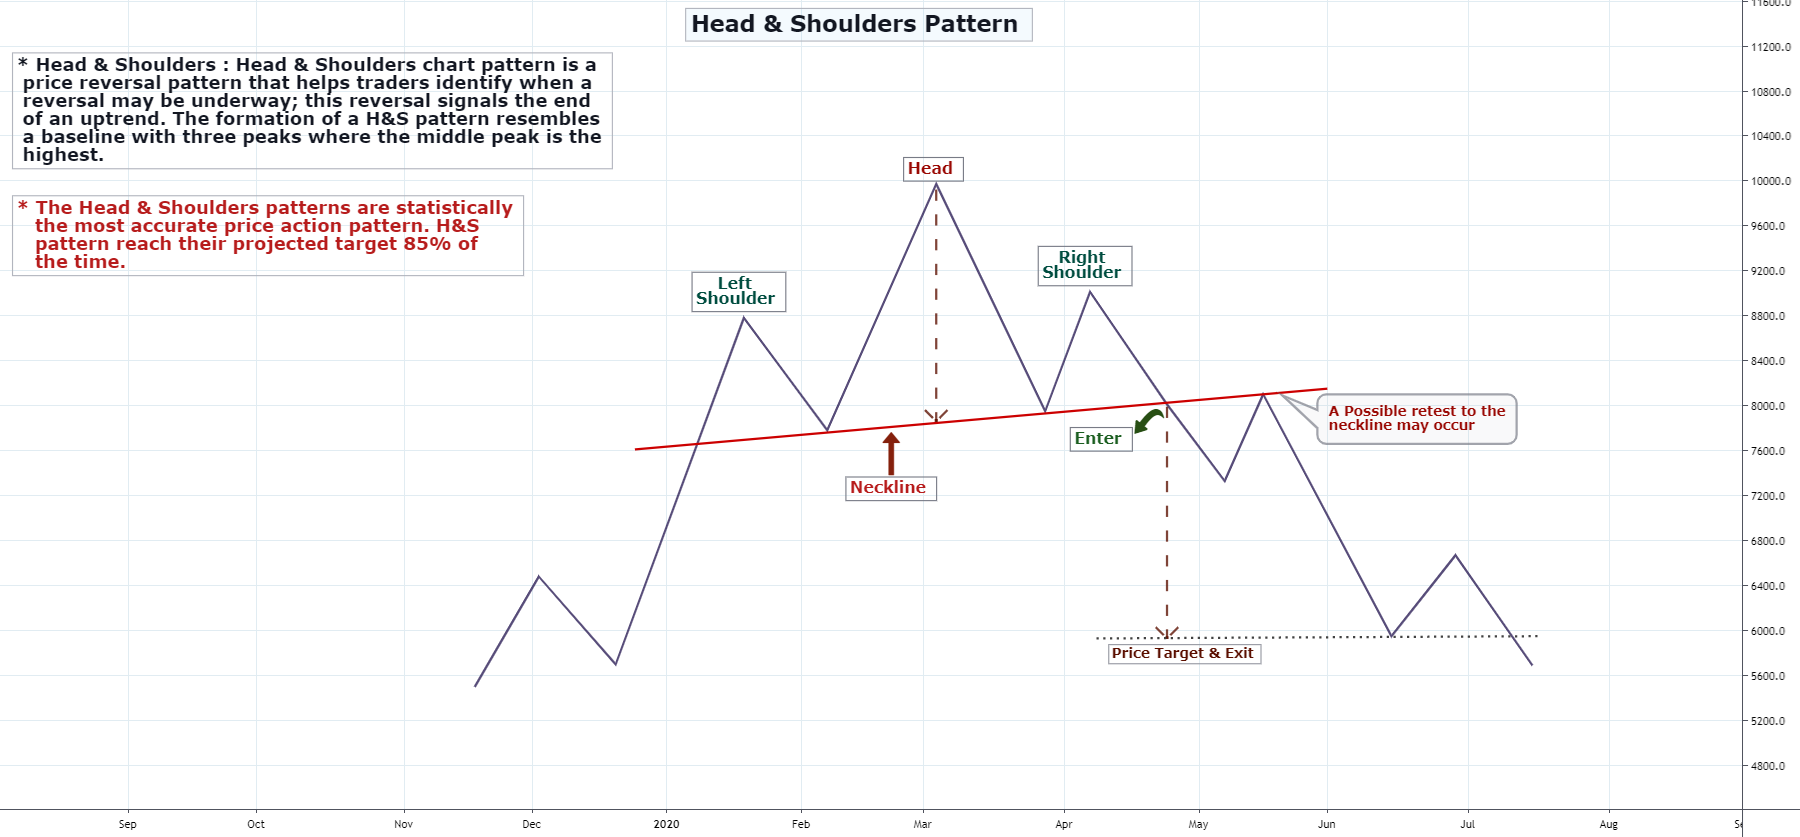 Head & Shoulders Pattern
* Head & Shoulders : Head & Shoulders chart pattern is a
price reversal pattern that helps traders identify when a
reversal may be underway; this reversal signals the end
of an uptrend. The formation of a H&S pattern resembles
a baseline with three peaks where the middle peak is the
highest.
* The Head & Shoulders patterns are statistically
the most accurate price action pattern. H&S
pattern reach their projected target 85% of
the time.
Head
Left
Shoulder
Right
Shoulder
A Possible retest to the
neckline may occur
Enter
Neckline
Price Target & Exit
11600.0
11200.0
10800.0
10400.0
10000.0
9600.0
9200.0
8800.0
8400.0
8000.0
7600.0
7200.0
6800.0
6400.0
6000.0
5600.0
5200.0
4800.0
Sep Oct Nov Dec 2020 Feb Mar Apr May Jun Jul Aug